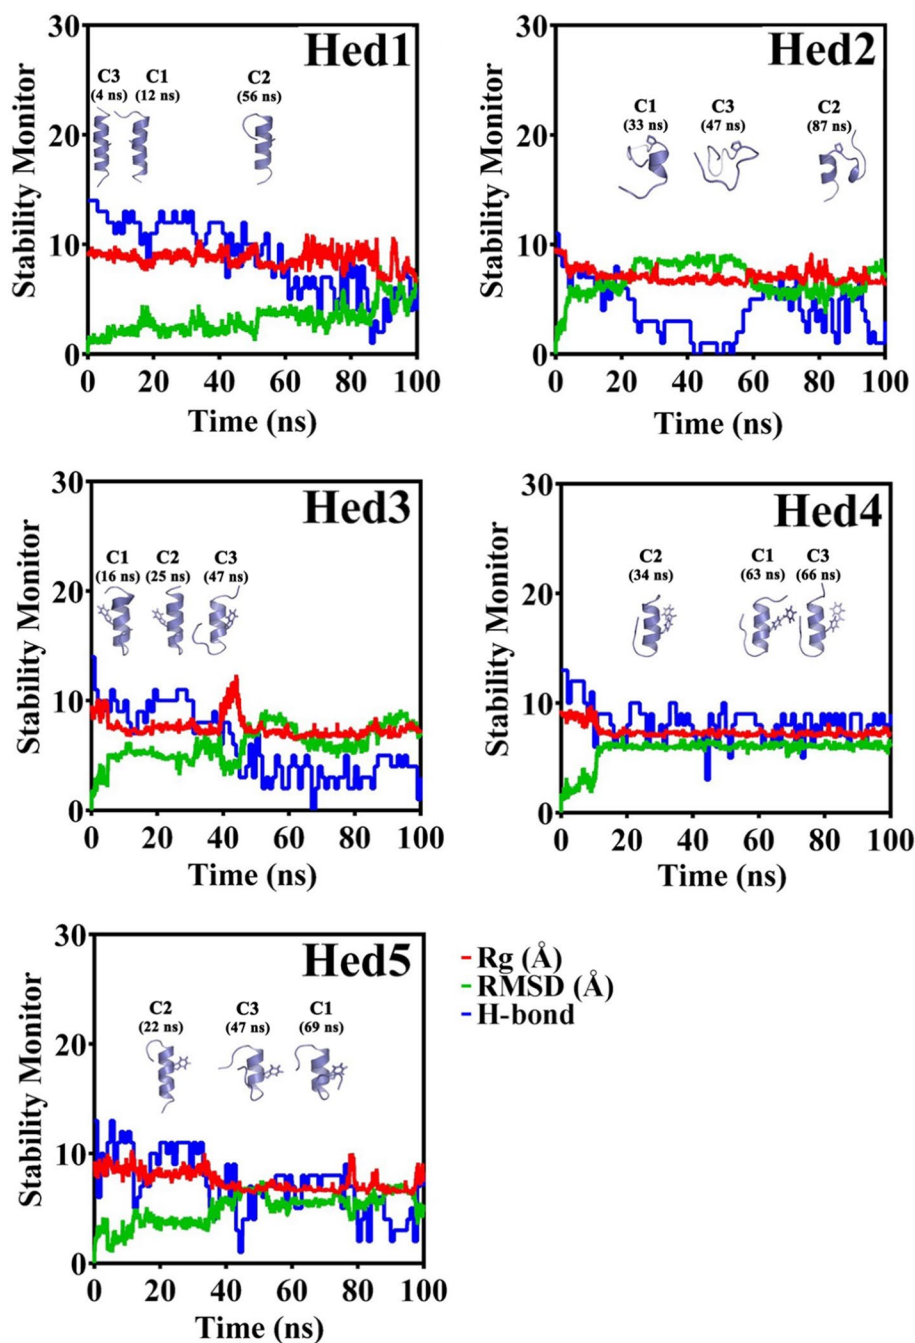 Hed1
Stability Monitor
30
20
10
0
C3 C1 C2
(4 ns) (12 ns) (56 ns)
0 20 40 60 80 100
Time (ns)
Hed2
Stability Monitor
30
20
10
0
C1 C3 C2
(33 ns) (47 ns) (87 ns)
0 20 40 60 80 100
Time (ns)
Hed3
Stability Monitor
30
20
10
0
C1 C2 C3
(16 ns) (25 ns) (47 ns)
0 20 40 60 80 100
Time (ns)
Hed4
Stability Monitor
30
20
10
0
C2 C1 C3
(34 ns) (63 ns) (66 ns)
0 20 40 60 80 100
Time (ns)
Hed5
Stability Monitor
30
20
10
0
C2 C3 C1
(22 ns) (47 ns) (69 ns)
0 20 40 60 80 100
Time (ns)
Rg (Å)
RMSD (Å)
H-bond